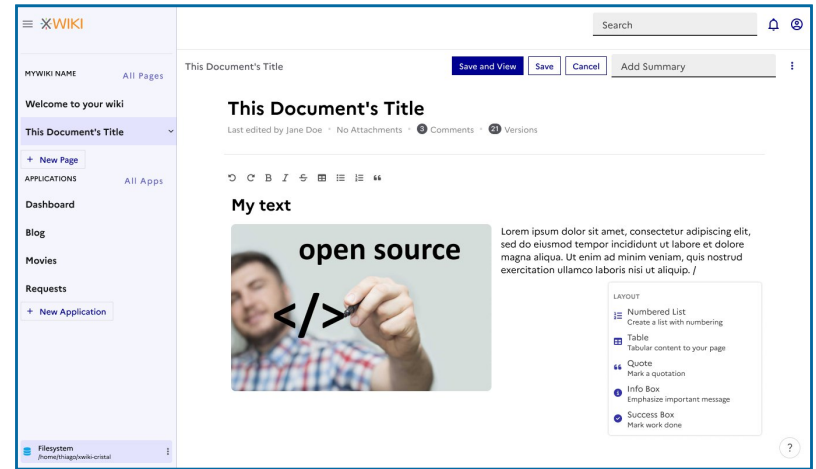 XWIKI
Search
MYWIKI NAME
All Pages
Welcome to your wiki
This Document's Title
+ New Page
APPLICATIONS
All Apps
Dashboard
Blog
Movies
Requests
+ New Application
Filesystem
/home/thiago/xwiki-cristal
This Document's Title
Save and View
Save
Cancel
Add Summary
This Document's Title
Last edited by Jane Doe • No Attachments • 3 Comments • 21 Versions
B I S
My text
open source
</>
Lorem ipsum dolor sit amet, consectetur adipiscing elit,
sed do eiusmod tempor incididunt ut labore et dolore
magna aliqua. Ut enim ad minim veniam, quis nostrud
exercitation ullamco laboris nisi ut aliquip. /
LAYOUT
Numbered List
Create a list with numbering
Table
Tabular content to your page
Quote
Mark a quotation
Info Box
Emphasize important message
Success Box
Mark work done
?